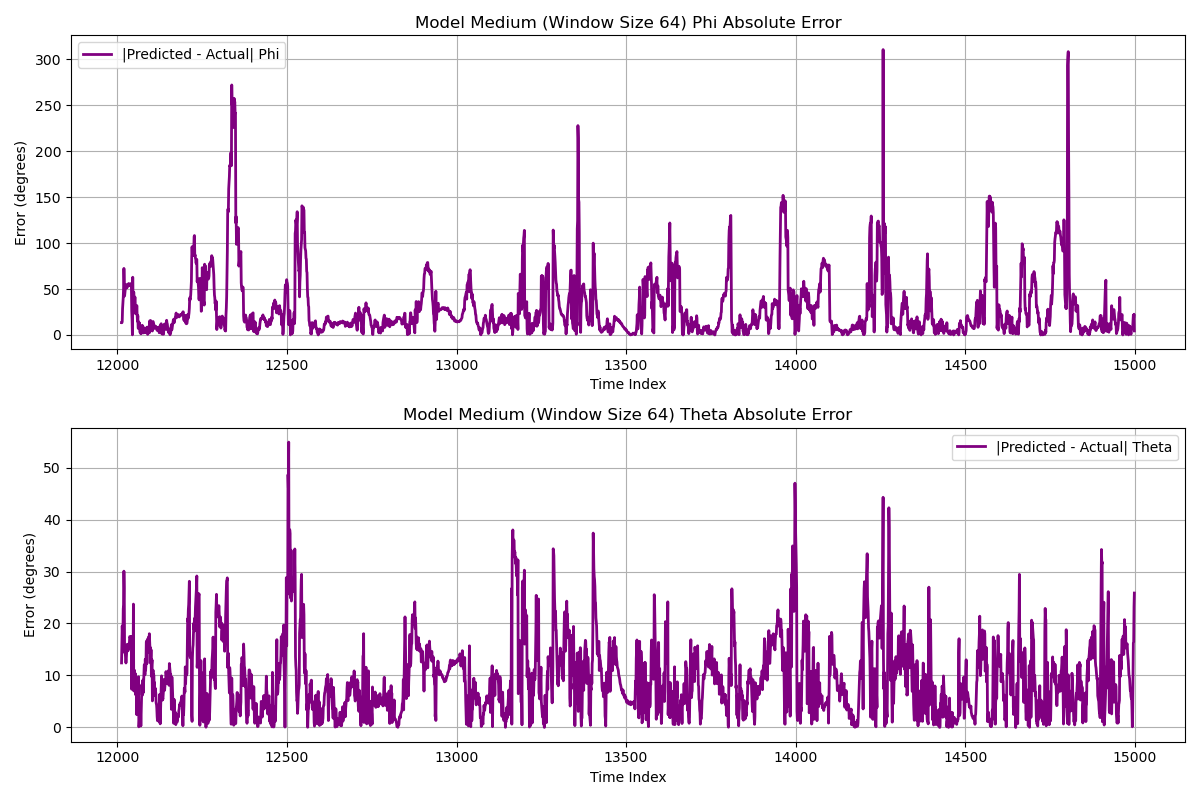 Model Medium (Window Size 64) Phi Absolute Error
|Predicted - Actual| Phi
Error (degrees)
300
250
200
150
100
50
0
12000 12500 13000 13500 14000 14500 15000
Time Index
Model Medium (Window Size 64) Theta Absolute Error
|Predicted - Actual| Theta
Error (degrees)
50
40
30
20
10
0
12000 12500 13000 13500 14000 14500 15000
Time Index